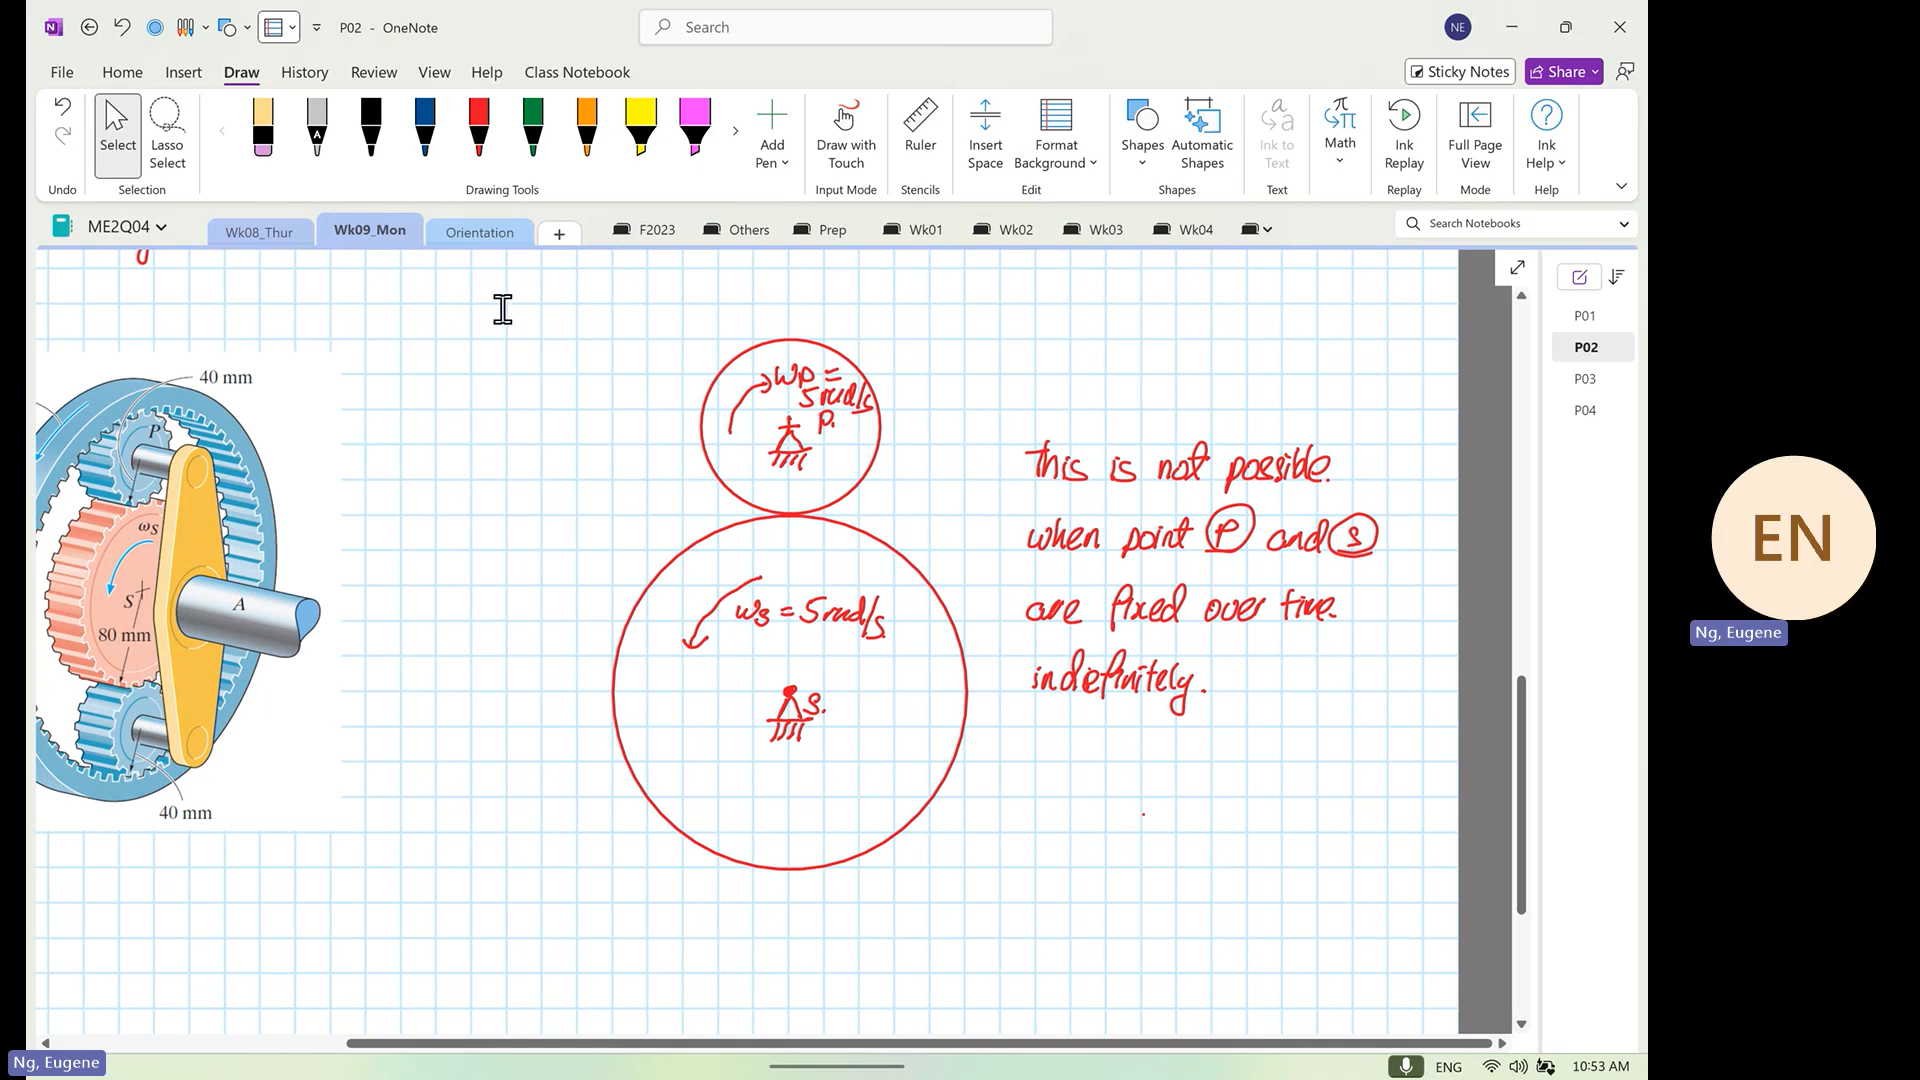 P02 - OneNote
Search
NE
File Home Insert Draw History Review View Help Class Notebook
Sticky Notes
Share
Undo
Select
Lasso Select
Selection
A
Drawing Tools
Add Pen
Draw with Touch
Input Mode
Ruler
Stencils
Insert Space
Format Background
Edit
Shapes
Automatic Shapes
Shapes
Ink to Text
Text
Math
Ink Replay
Replay
Full Page View
Mode
Ink Help
Help
ME2Q04
Wk08_Thur
Wk09_Mon
Orientation
F2023
Others
Prep
Wk01
Wk02
Wk03
Wk04
Search Notebooks
P01
P02
P03
P04
40 mm
P
ωS
S
80 mm
A
40 mm
ωp =
5 rad/s
P.
ωs = 5 rad/s
S.
This is not possible.
when point P and S
are fixed over time.
indefinitely.
EN
Ng, Eugene
Ng, Eugene
ENG
10:53 AM